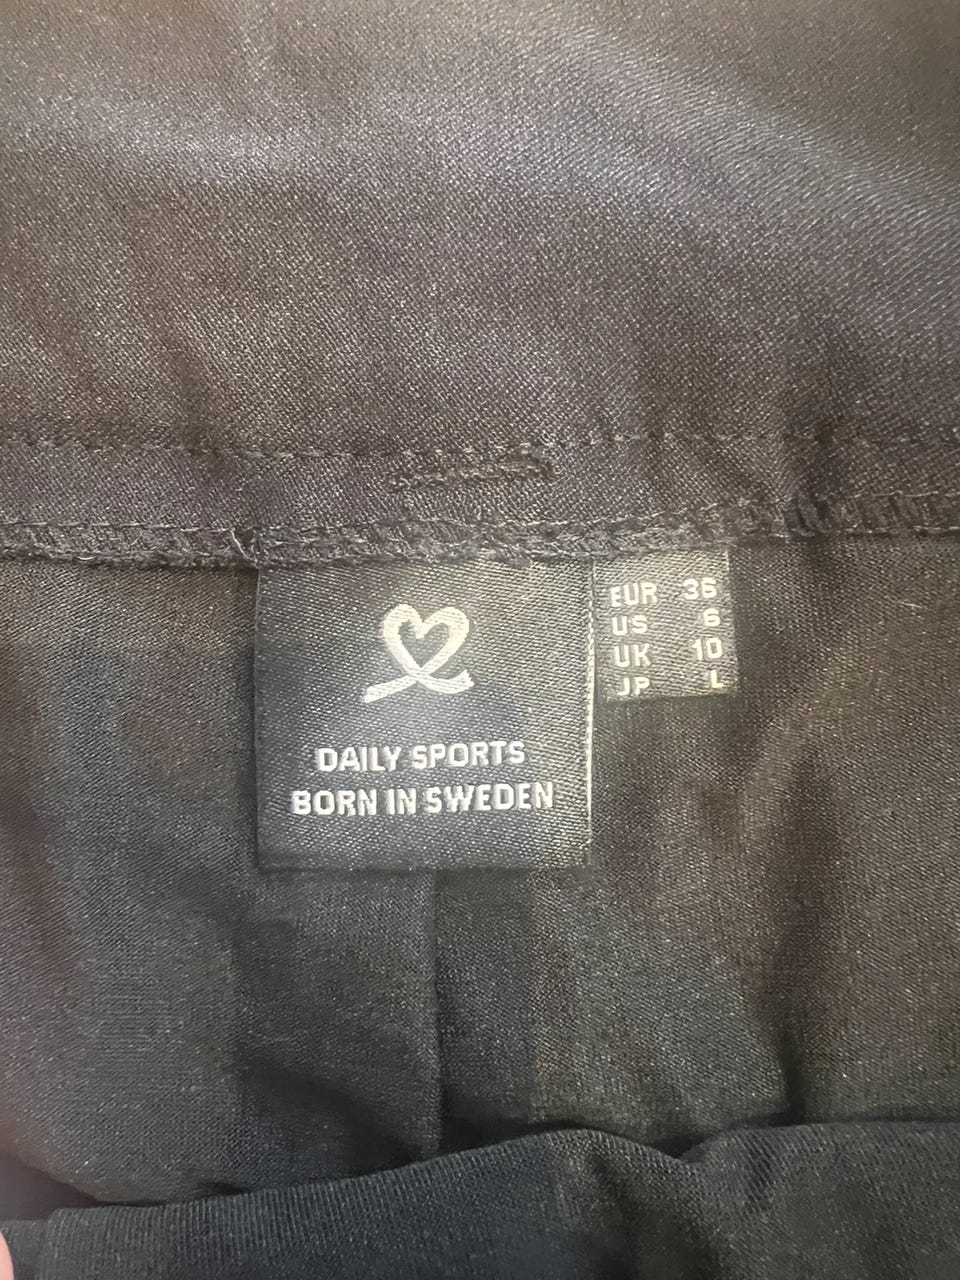 DAILY SPORTS
BORN IN SWEDEN
EUR 36
US 6
UK 10
JP L